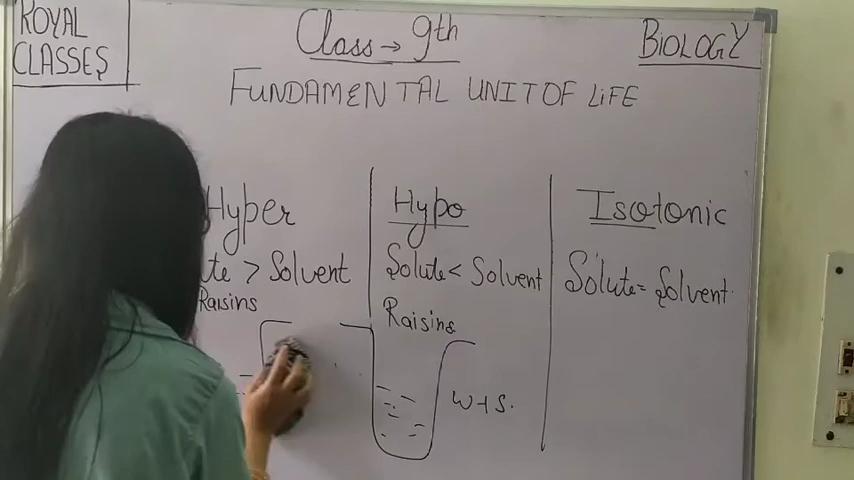 ROYAL
CLASSES
Class → 9th
BIOLOGY
FUNDAMENTAL UNIT OF LIFE
Hyper
te > Solvent
Raisins
Hypo
Solute < Solvent
Raisins
W+S.
Isotonic
Solute = Solvent